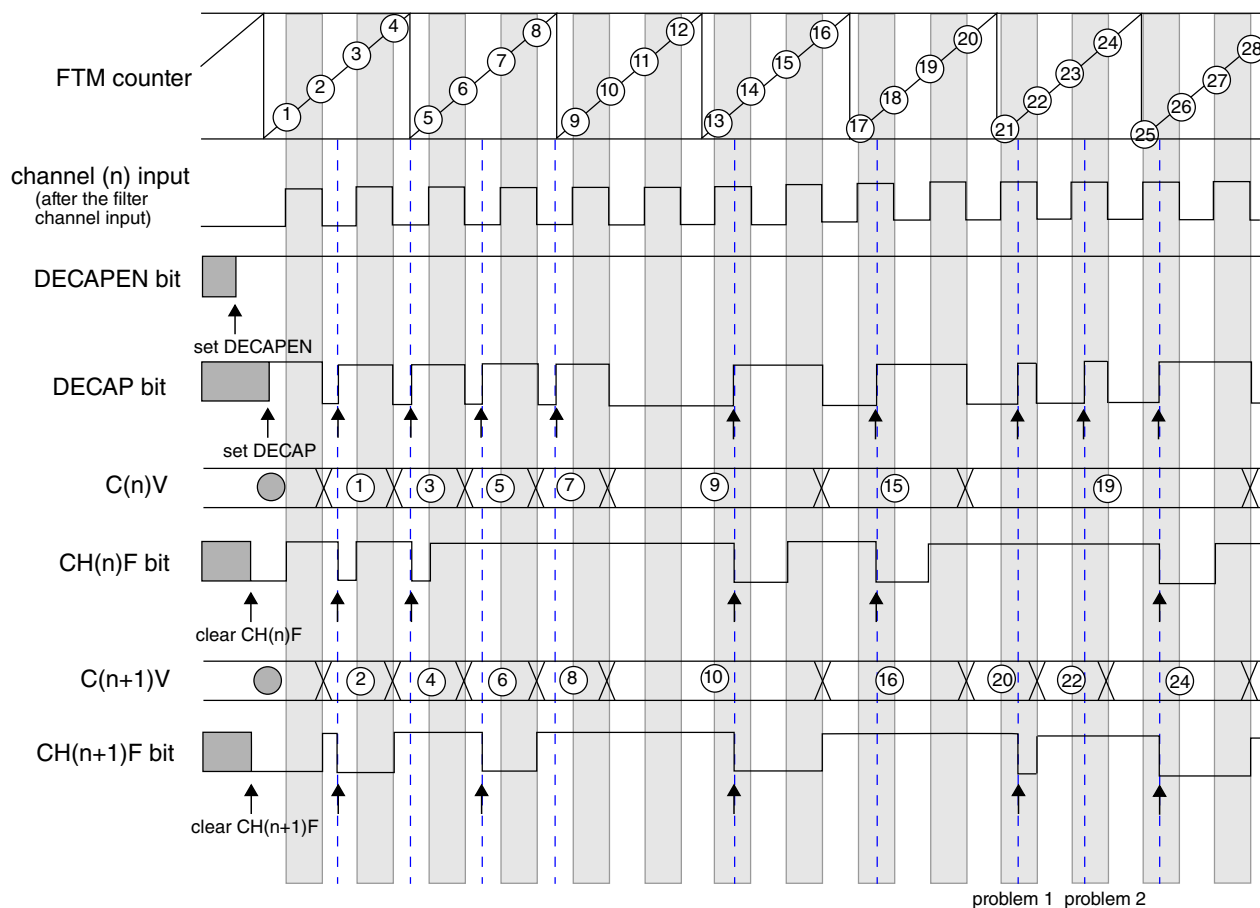 FTM counter
1 2 3 4 5 6 7 8 9 10 11 12 13 14 15 16 17 18 19 20 21 22 23 24 25 26 27 28
channel (n) input
(after the filter
channel input)
DECAPEN bit
set DECAPEN
DECAP bit
set DECAP
C(n)V
1 3 5 7 9 15 19
CH(n)F bit
clear CH(n)F
C(n+1)V
2 4 6 8 10 16 20 22 24
CH(n+1)F bit
clear CH(n+1)F
problem 1 problem 2